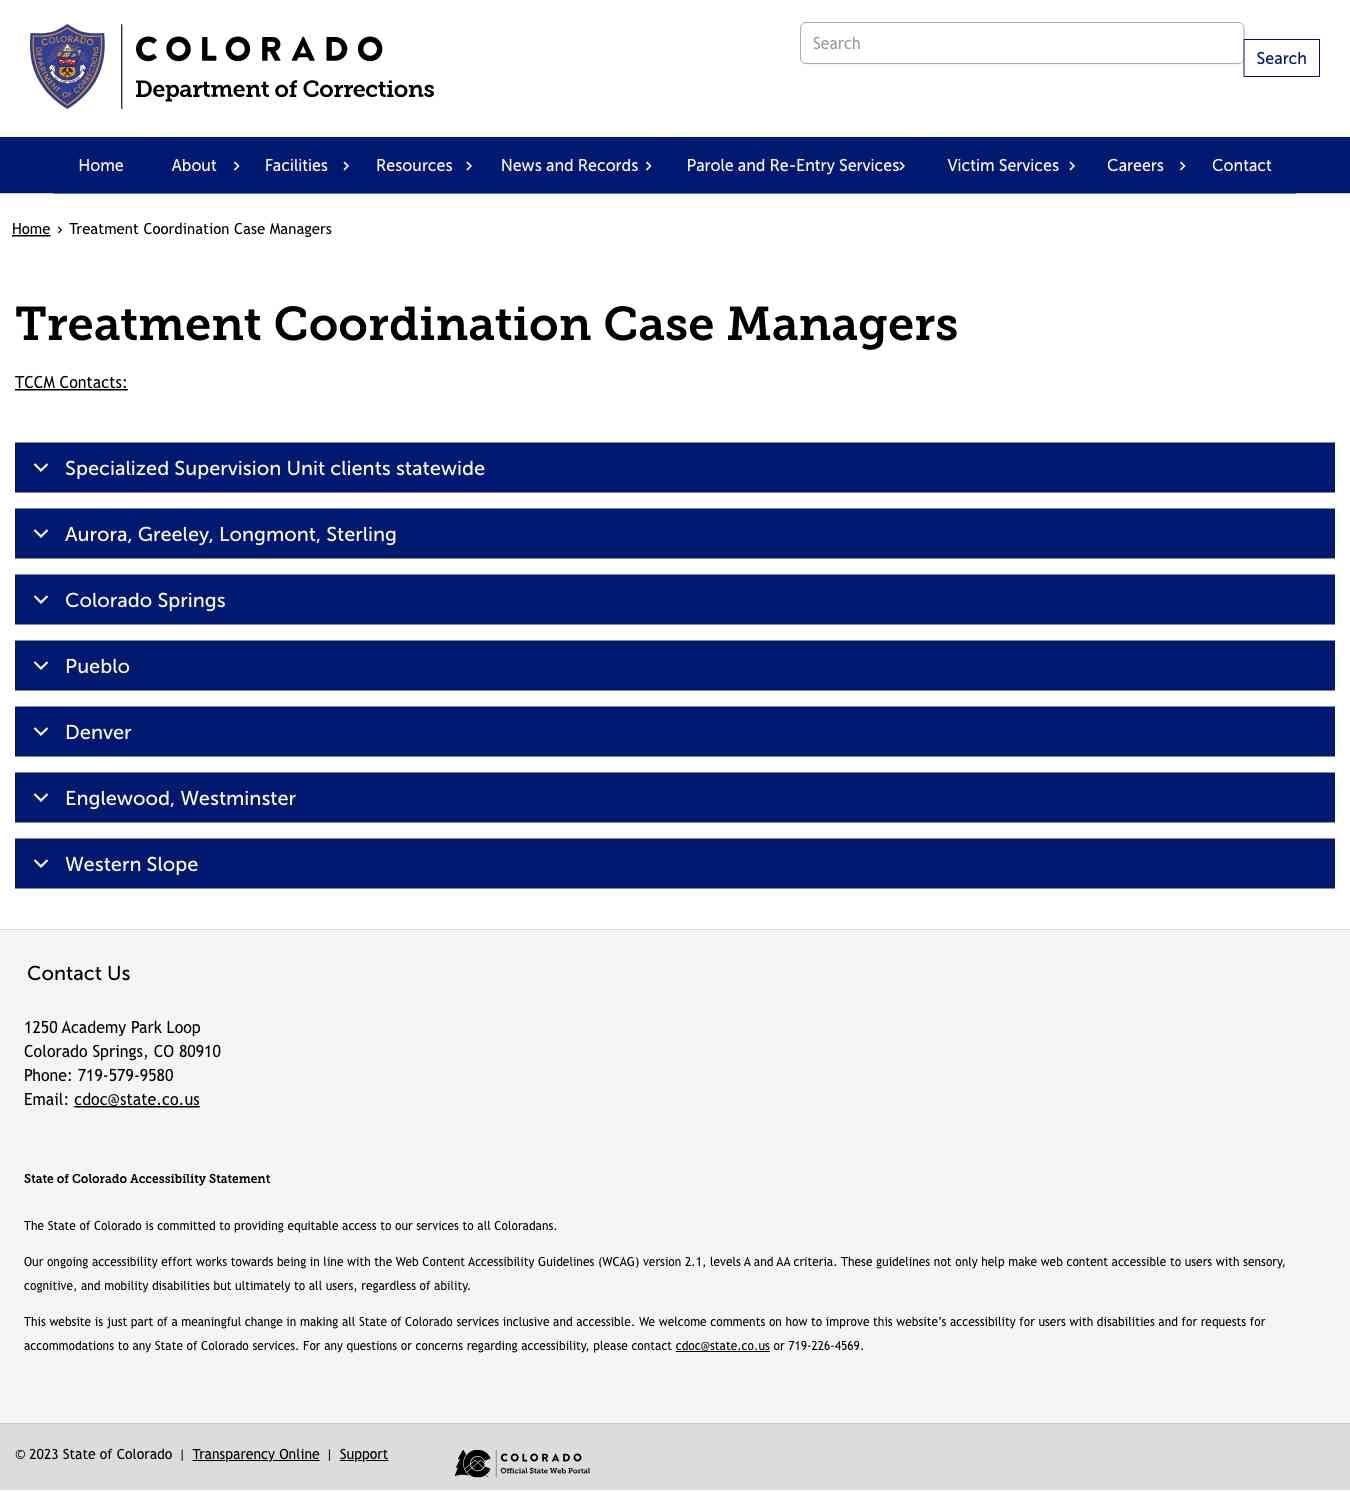 COLORADO
Department of Corrections
Search
Search
Home
About
Facilities
Resources
News and Records
Parole and Re-Entry Services
Victim Services
Careers
Contact
Home › Treatment Coordination Case Managers
Treatment Coordination Case Managers
TCCM Contacts:
Specialized Supervision Unit clients statewide
Aurora, Greeley, Longmont, Sterling
Colorado Springs
Pueblo
Denver
Englewood, Westminster
Western Slope
Contact Us
1250 Academy Park Loop
Colorado Springs, CO 80910
Phone: 719-579-9580
Email: cdoc@state.co.us
State of Colorado Accessibility Statement
The State of Colorado is committed to providing equitable access to our services to all Coloradans.
Our ongoing accessibility effort works towards being in line with the Web Content Accessibility Guidelines (WCAG) version 2.1, levels A and AA criteria. These guidelines not only help make web content accessible to users with sensory,
cognitive, and mobility disabilities but ultimately to all users, regardless of ability.
This website is just part of a meaningful change in making all State of Colorado services inclusive and accessible. We welcome comments on how to improve this website’s accessibility for users with disabilities and for requests for
accommodations to any State of Colorado services. For any questions or concerns regarding accessibility, please contact cdoc@state.co.us or 719-226-4569.
© 2023 State of Colorado | Transparency Online | Support
COLORADO
Official State Web Portal